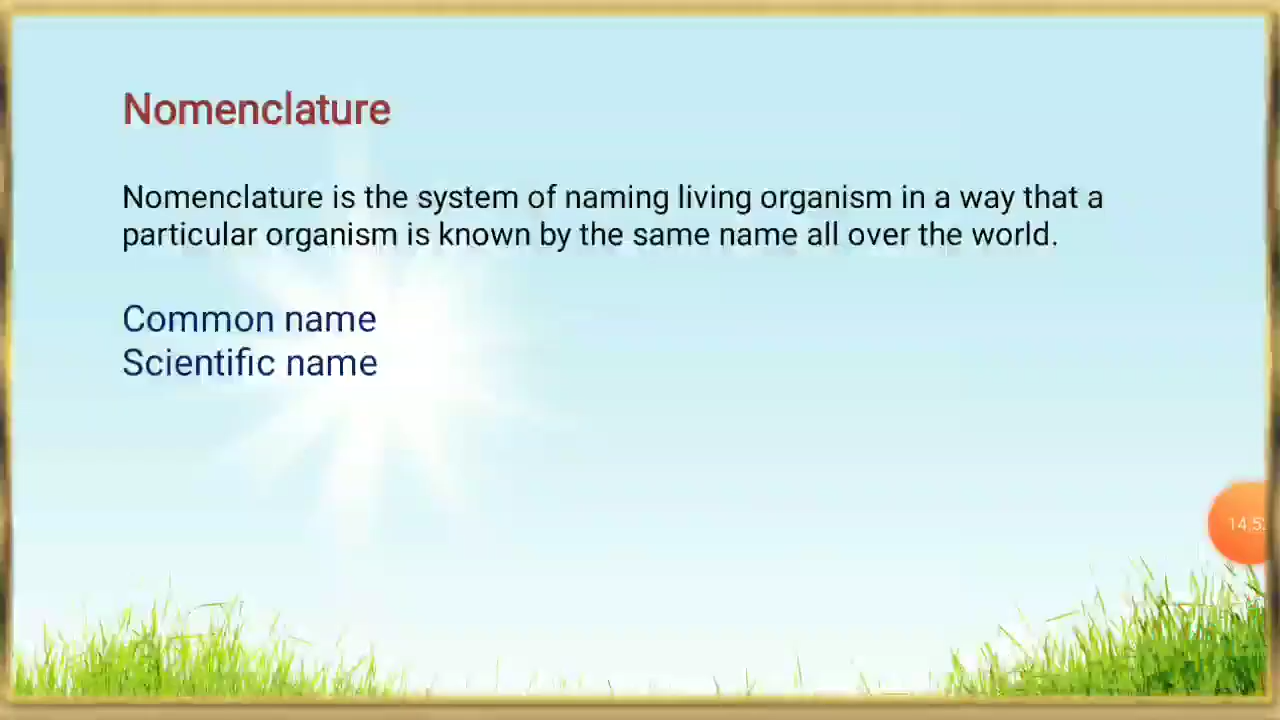 Nomenclature
Nomenclature is the system of naming living organism in a way that a
particular organism is known by the same name all over the world.
Common name
Scientific name